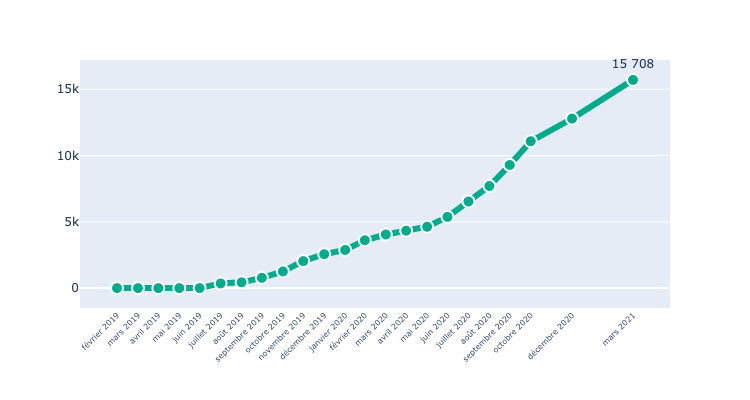 15 708
15k
10k
5k
0
février 2019
mars 2019
avril 2019
mai 2019
juin 2019
juillet 2019
août 2019
septembre 2019
octobre 2019
novembre 2019
décembre 2019
janvier 2020
février 2020
mars 2020
avril 2020
mai 2020
juin 2020
juillet 2020
août 2020
septembre 2020
octobre 2020
décembre 2020
mars 2021